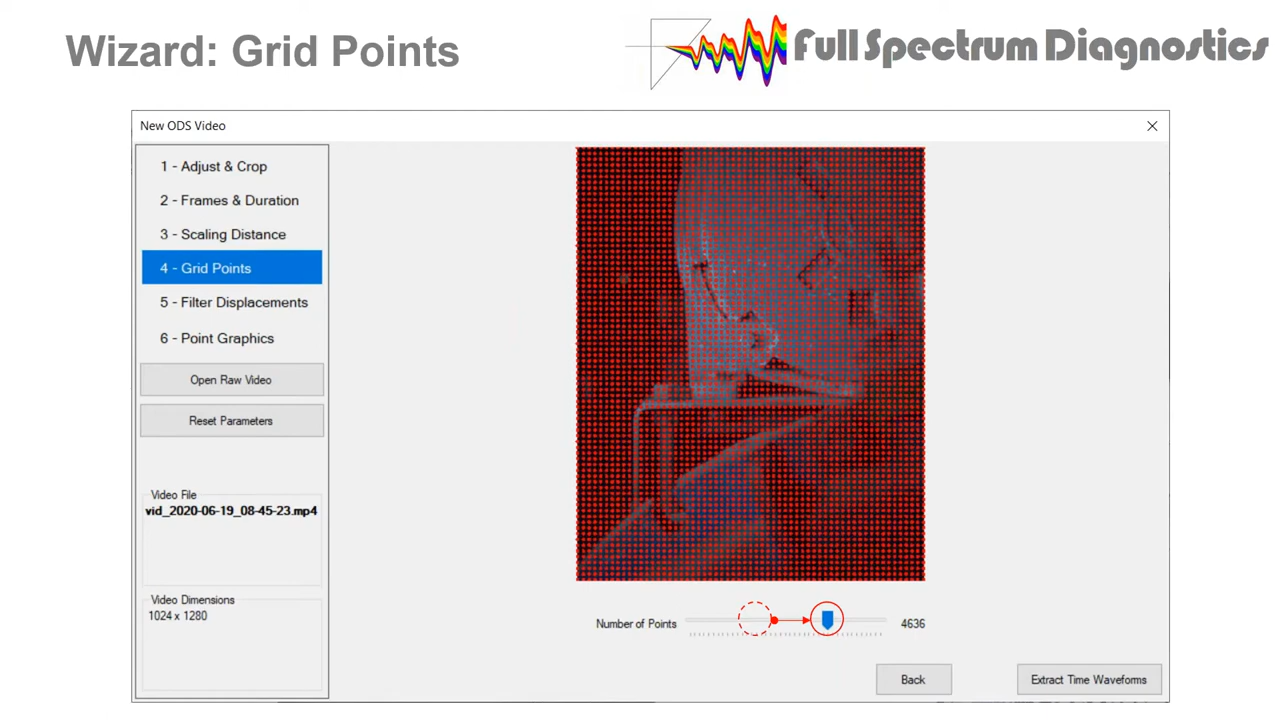 Wizard: Grid Points
Full Spectrum Diagnostics
New ODS Video
1 - Adjust & Crop
2 - Frames & Duration
3 - Scaling Distance
4 - Grid Points
5 - Filter Displacements
6 - Point Graphics
Open Raw Video
Reset Parameters
Video File
vid_2020-06-19_08-45-23.mp4
Video Dimensions
1024 x 1280
Number of Points
4636
Back
Extract Time Waveforms